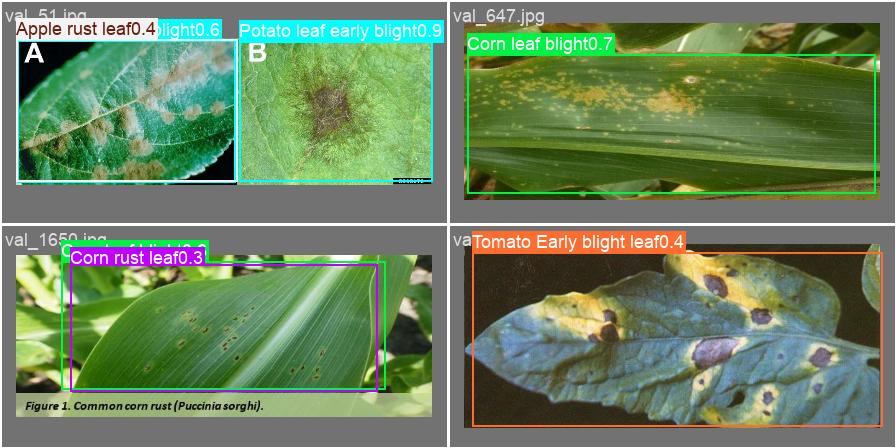 val_51.jpg
Apple rust leaf0.4
blight0.6
Potato leaf early blight0.9
A
B
val_647.jpg
Corn leaf blight0.7
val_1650.jpg
Corn rust leaf0.3
Figure 1. Common corn rust (Puccinia sorghi).
va
Tomato Early blight leaf0.4